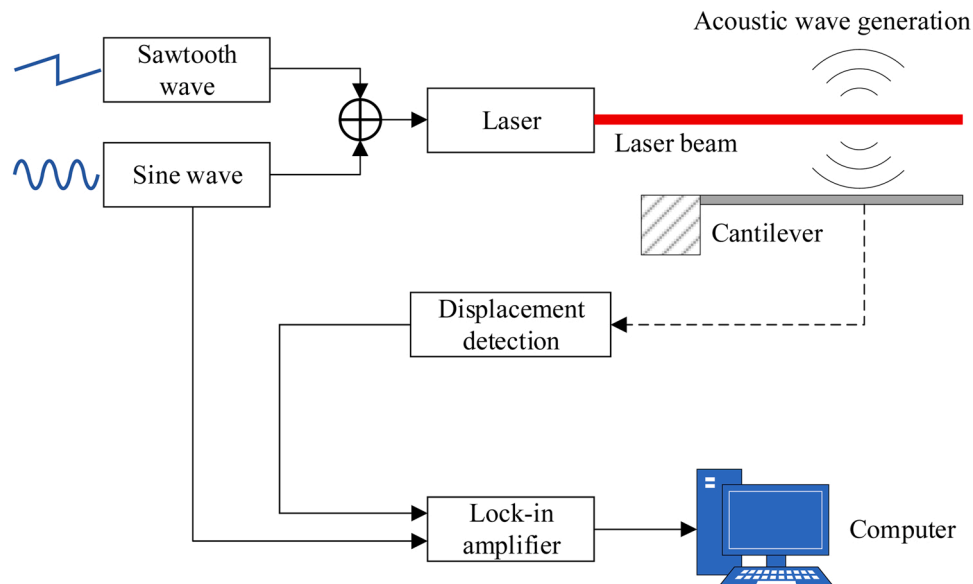 Acoustic wave generation
Sawtooth
wave
Laser
Laser beam
Sine wave
Cantilever
Displacement
detection
Lock-in
amplifier
Computer